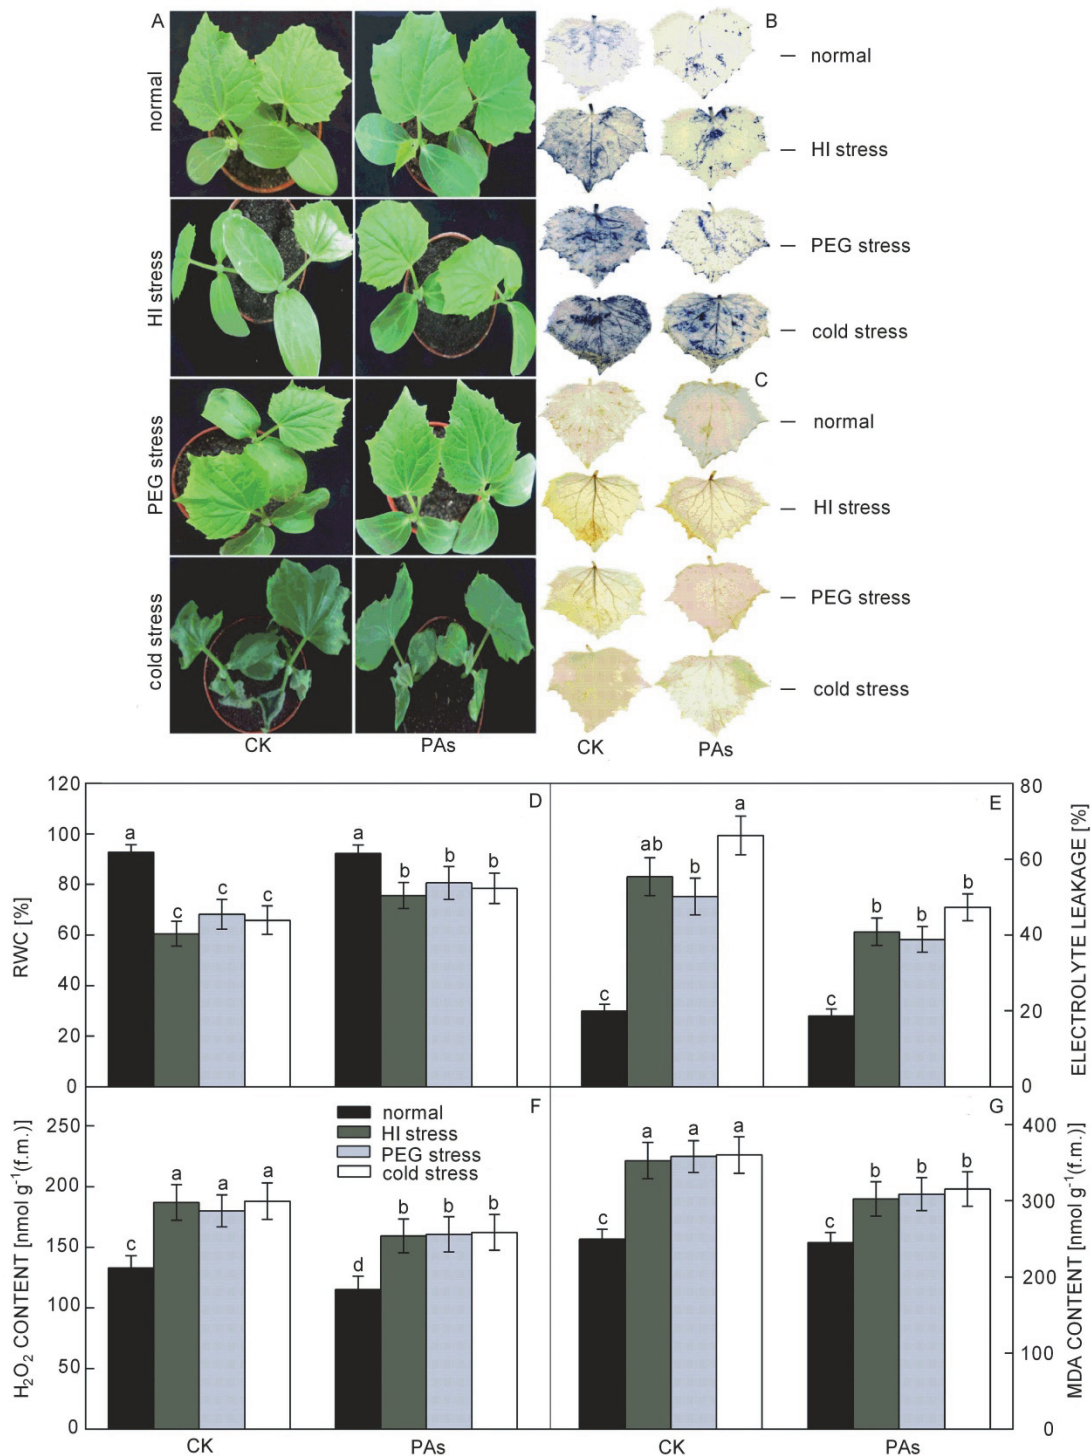 A
B
normal
HI stress
PEG stress
cold stress
normal
HI stress
PEG stress
cold stress
C
normal
HI stress
PEG stress
cold stress
CK
PAs
CK
PAs
120
100
80
60
40
20
0
RWC [%]
D
a
c
c
c
a
b
b
b
E
c
ab
b
a
c
b
b
b
80
60
40
20
0
ELECTROLYTE LEAKAGE [%]
250
200
150
100
50
0
H₂O₂ CONTENT [nmol g⁻¹(f.m.)]
F
normal
HI stress
PEG stress
cold stress
c
a
a
a
d
b
b
b
G
c
a
a
a
c
b
b
b
400
300
200
100
0
MDA CONTENT [nmol g⁻¹(f.m.)]
CK
PAs
CK
PAs